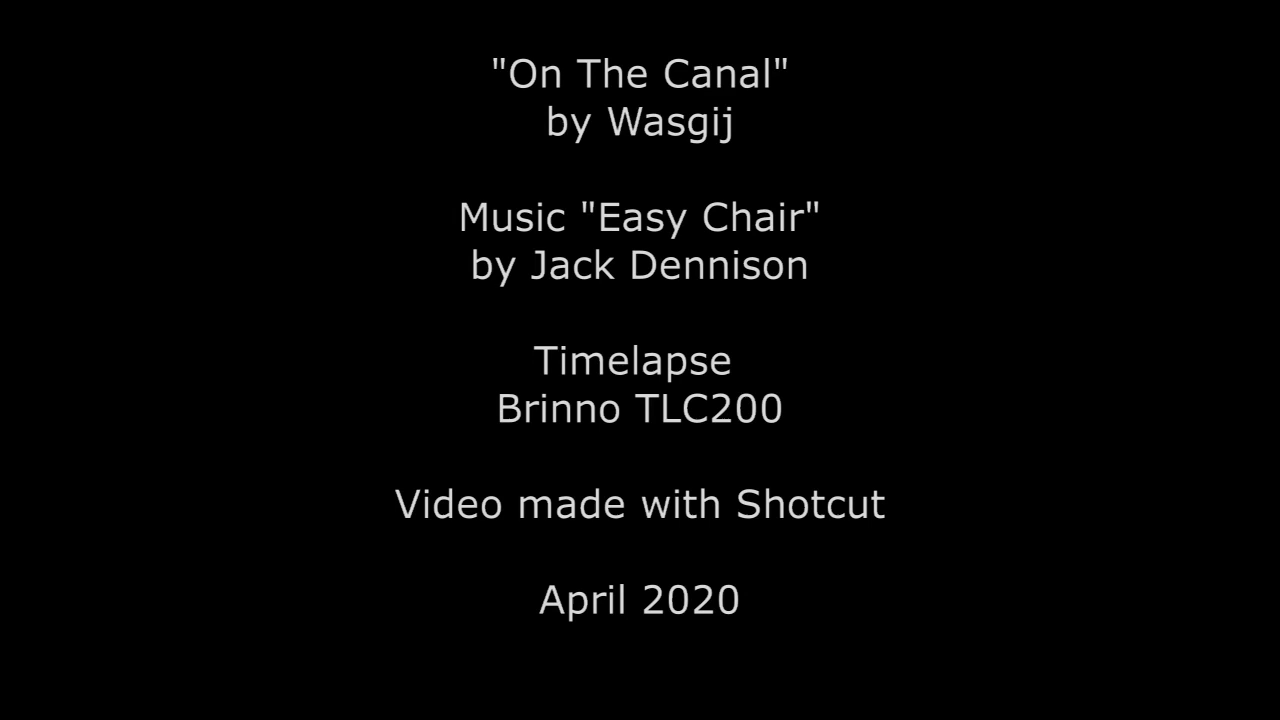 "On The Canal"
by Wasgij
Music "Easy Chair"
by Jack Dennison
Timelapse
Brinno TLC200
Video made with Shotcut
April 2020